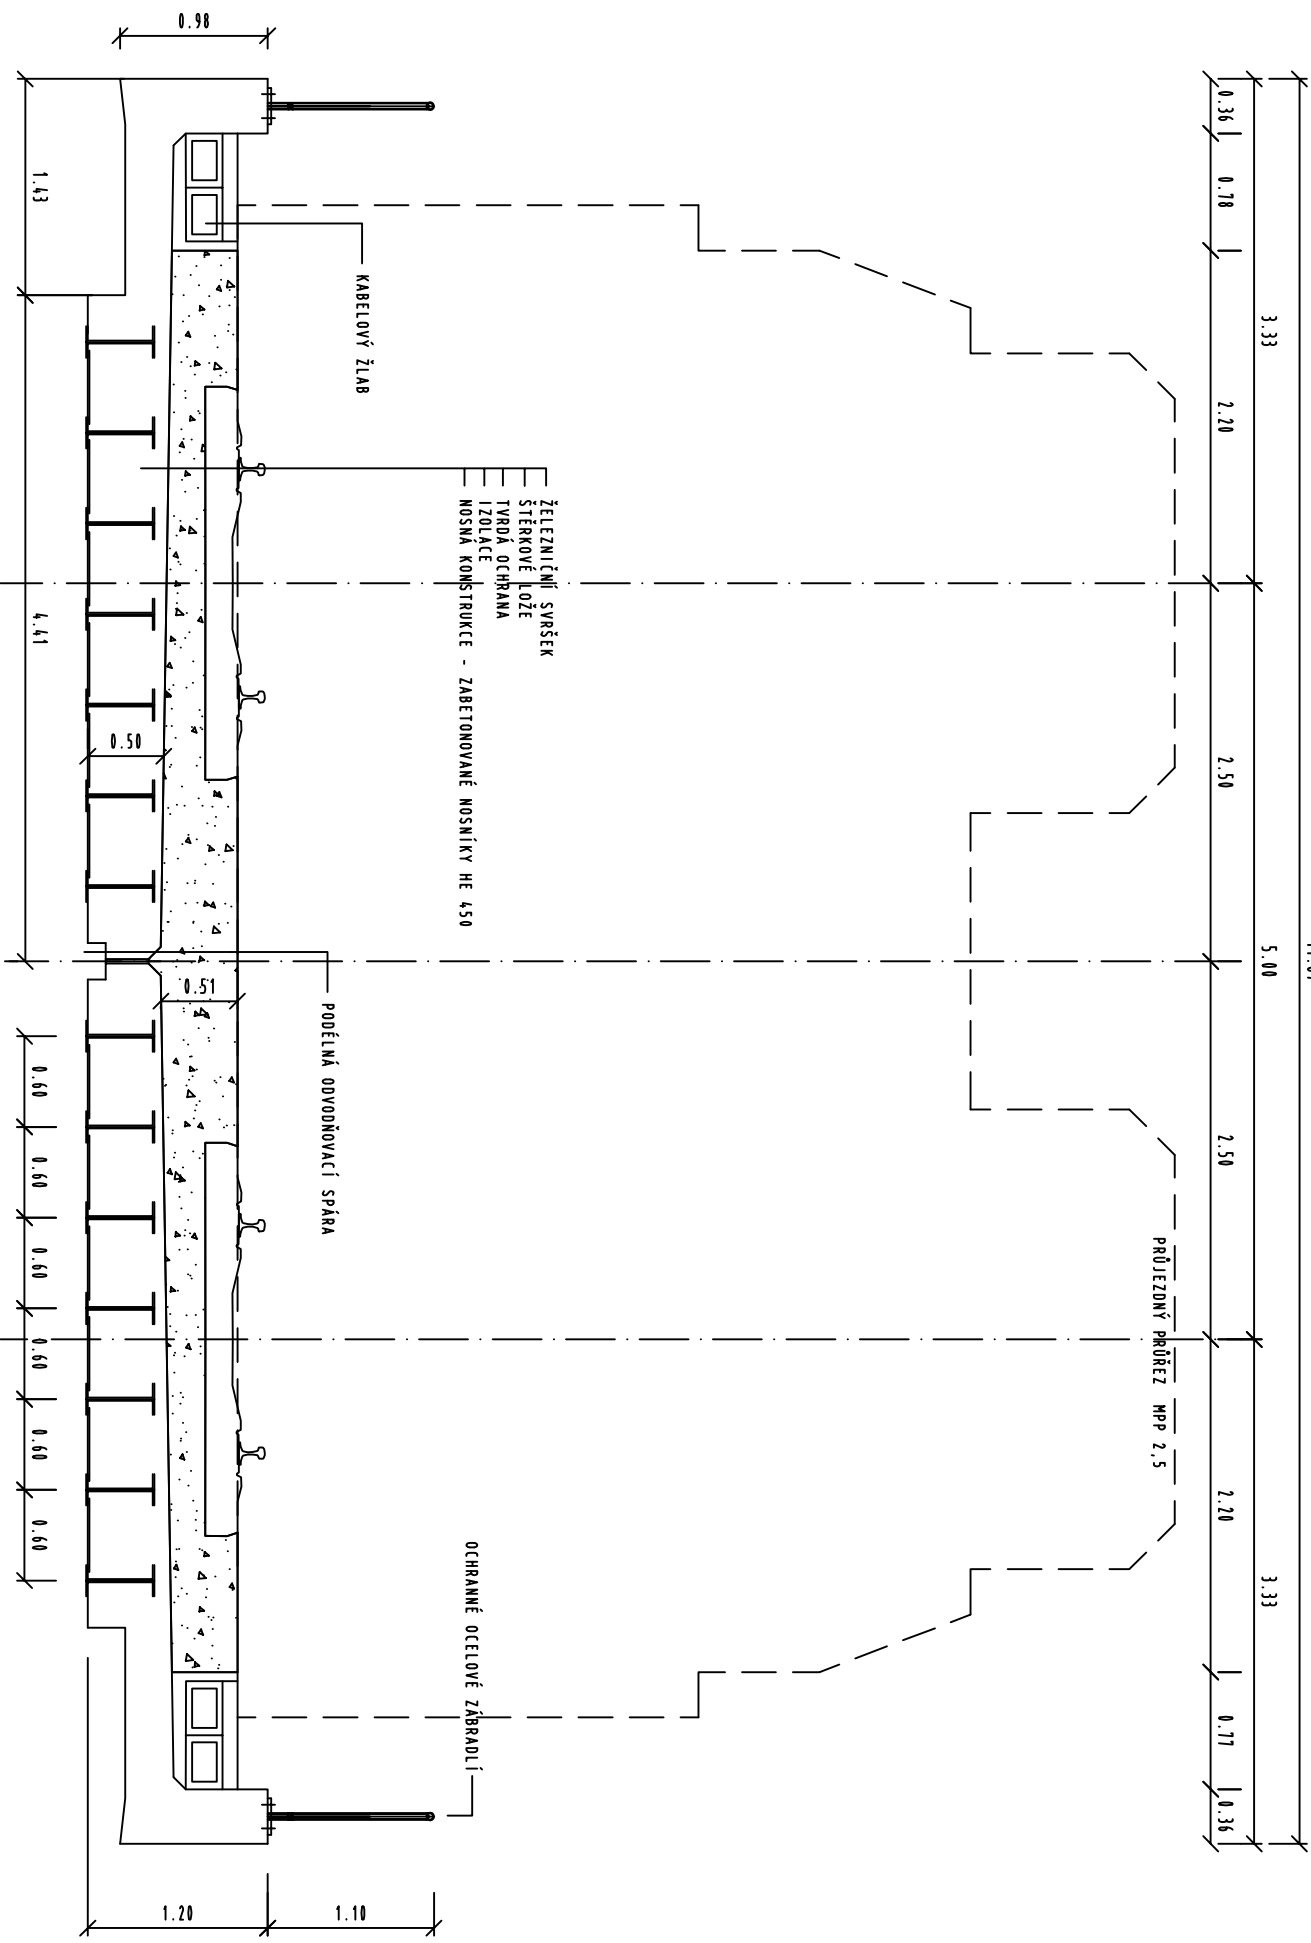 0.36
0.78
2.20
2.50
2.50
2.20
0.77
0.36
3.33
5.00
3.33
PRŮJEZDNÝ PRŮŘEZ MPP 2,5
ŽELEZNIČNÍ SVRŠEK
ŠTĚRKOVÉ LOŽE
TVRDÁ OCHRANA
IZOLACE
NOSNÁ KONSTRUKCE - ZABETONOVANÉ NOSNÍKY HE 450
OCHRANNÉ OCELOVÉ ZÁBRADLÍ
KABELOVÝ ŽLAB
PODÉLNÁ ODVODŇOVACÍ SPÁRA
0.98
0.50
0.51
1.10
1.20
1.43
4.41
0.60
0.60
0.60
0.60
0.60
0.60